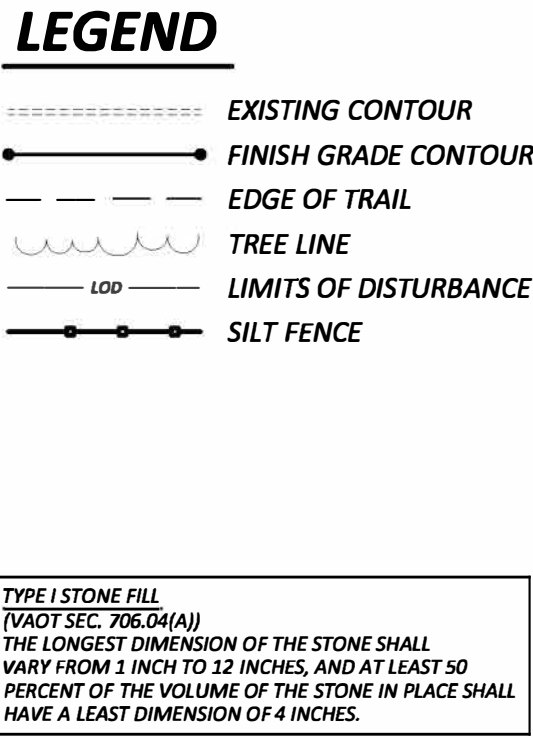 LEGEND
EXISTING CONTOUR
FINISH GRADE CONTOUR
EDGE OF TRAIL
TREE LINE
LOD
LIMITS OF DISTURBANCE
SILT FENCE
TYPE I STONE FILL
(VAOT SEC. 706.04(A))
THE LONGEST DIMENSION OF THE STONE SHALL
VARY FROM 1 INCH TO 12 INCHES, AND AT LEAST 50
PERCENT OF THE VOLUME OF THE STONE IN PLACE SHALL
HAVE A LEAST DIMENSION OF 4 INCHES.